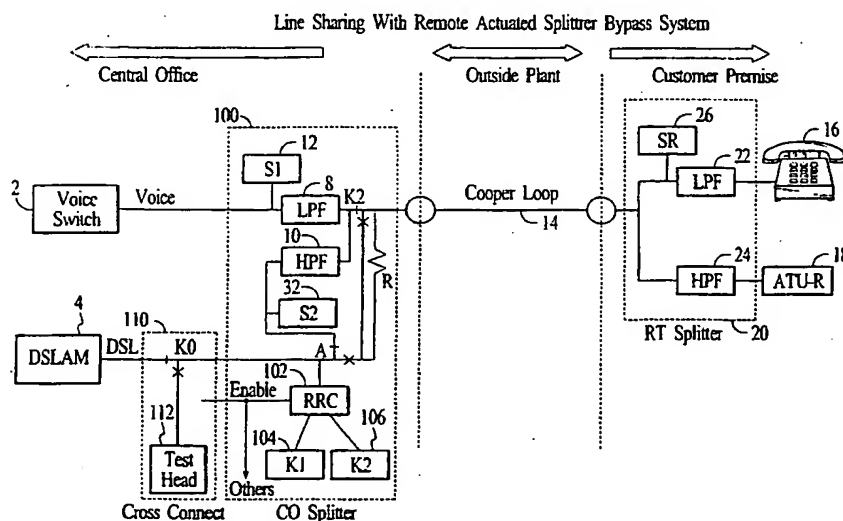 Line Sharing With Remote Actuated Splittrer Bypass System
Central Office
Outside Plant
Customer Premise
100
12
S1
26
SR
16
2
Voice Switch
Voice
8
LPF
K2
Cooper Loop
14
22
LPF
10
HPF
R
24
HPF
18
ATU-R
32
S2
RT Splitter
20
4
DSLAM
DSL
110
K0
A
102
RRC
Enable
112
Test Head
104
K1
106
K2
Others
Cross Connect
CO Splitter